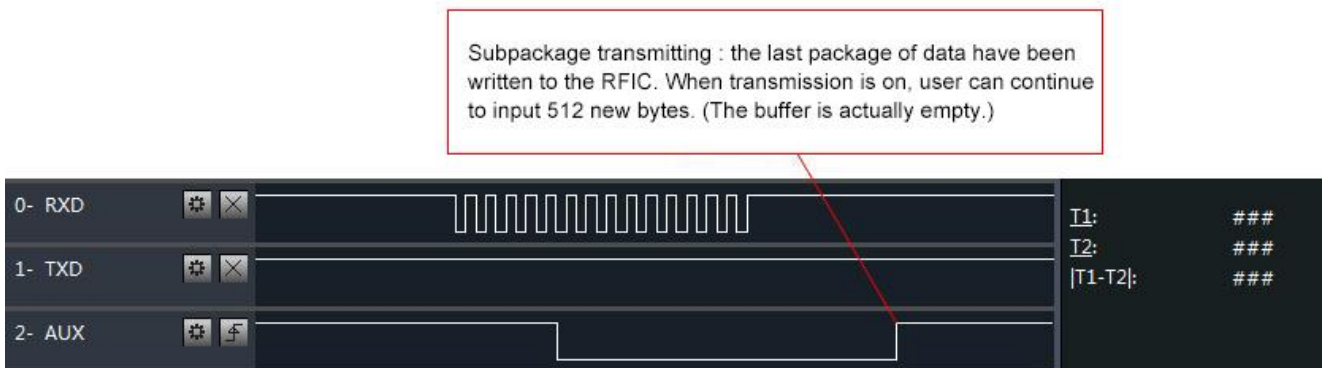 Subpackage transmitting : the last package of data have been
written to the RFIC. When transmission is on, user can continue
to input 512 new bytes. (The buffer is actually empty.)
0- RXD
T1: ###
T2: ###
1- TXD
|T1-T2|: ###
2- AUX